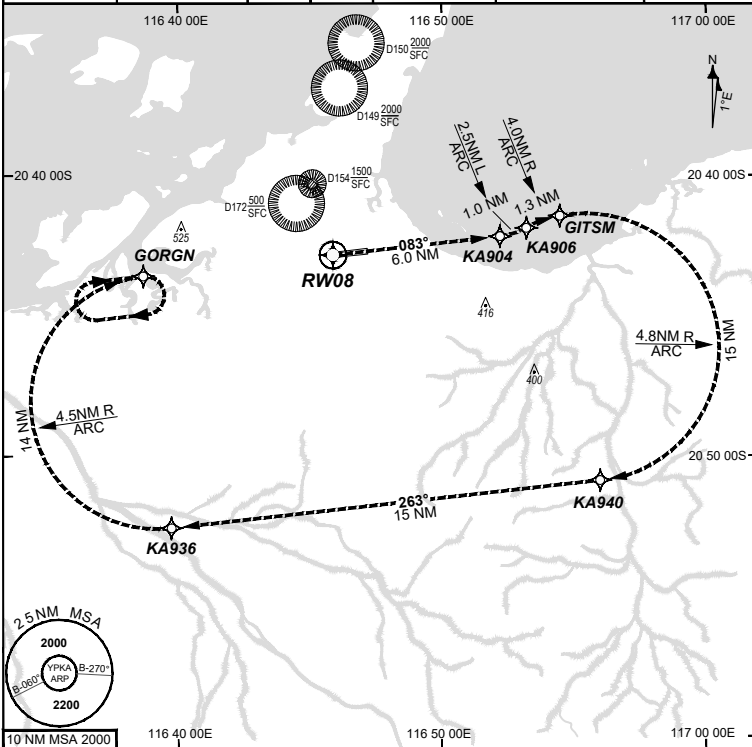 116 40 00E
116 50 00E
117 00 00E
D150 2000
SFC
N
1°E
D149 2000
SFC
20 40 00S
20 40 00S
2.5NM L
ARC
4.0NM R
ARC
D154 1500
SFC
D172 500
SFC
1.0 NM
1.3 NM
GITSM
525
083°
6.0 NM
KA904
KA906
GORGN
RW08
416
4.8NM R
ARC
15 NM
400
4.5NM R
ARC
14 NM
20 50 00S
263°
15 NM
KA940
KA936
25 NM MSA
2000
YPKA
ARP
B-270°
B-060°
2200
10 NM MSA 2000
116 40 00E
116 50 00E
117 00 00E